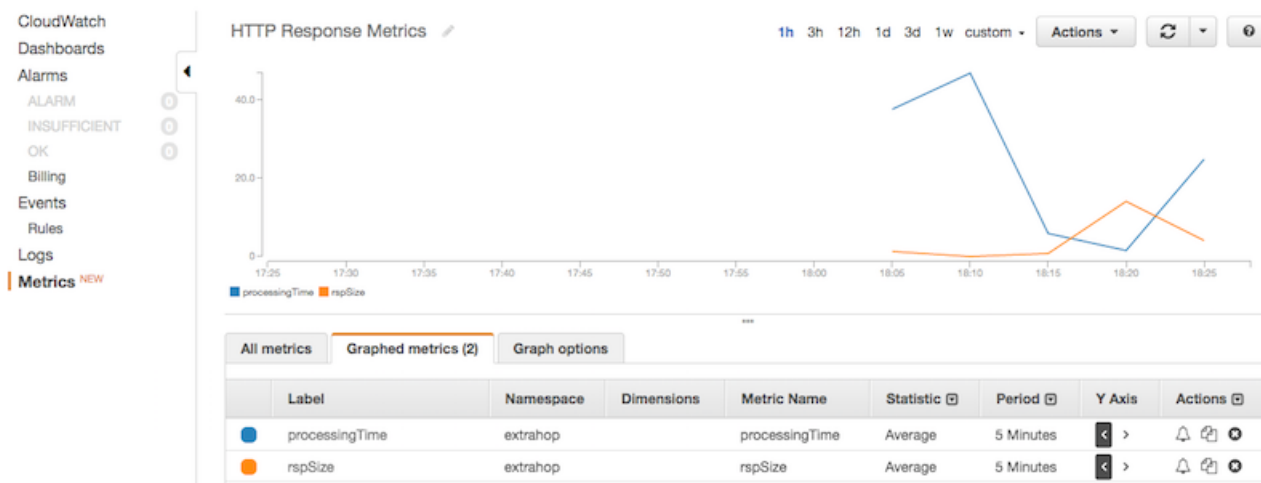 CloudWatch
Dashboards
Alarms
ALARM 0
INSUFFICIENT 0
OK 0
Billing
Events
Rules
Logs
Metrics NEW
HTTP Response Metrics
1h 3h 12h 1d 3d 1w custom Actions
40.0
20.0
0
17:25 17:30 17:35 17:40 17:45 17:50 17:55 18:00 18:05 18:10 18:15 18:20 18:25
processingTime rspSize
All metrics Graphed metrics (2) Graph options
Label Namespace Dimensions Metric Name Statistic Period Y Axis Actions
processingTime extrahop processingTime Average 5 Minutes < >
rspSize extrahop rspSize Average 5 Minutes < >